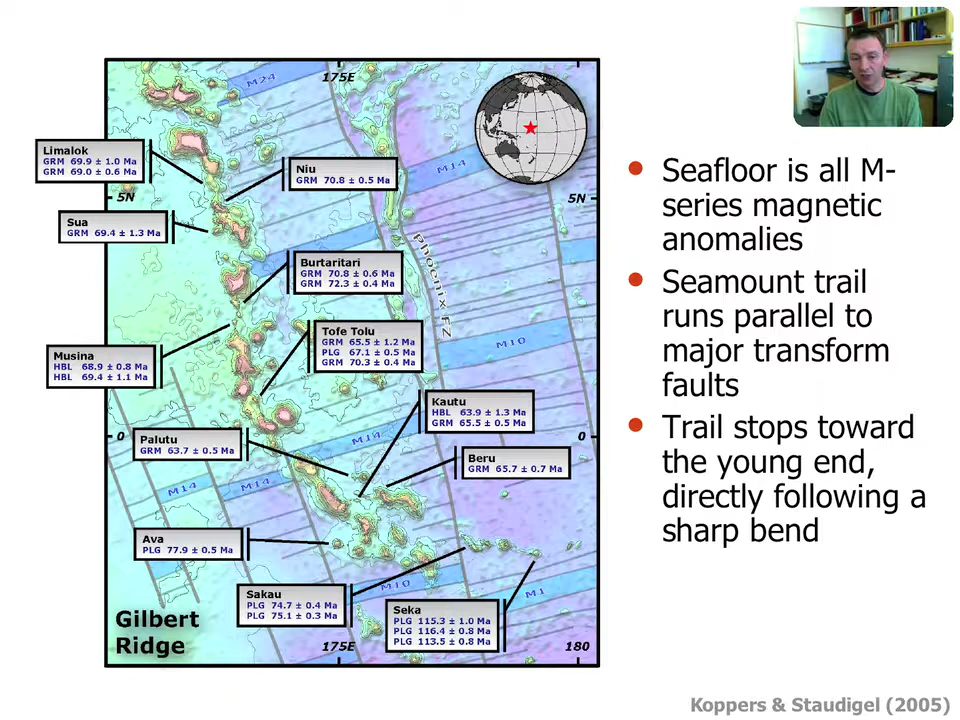 175E
M24
M14
Limalok
GRM 69.9 ± 1.0 Ma
GRM 69.0 ± 0.6 Ma
Niu
GRM 70.8 ± 0.5 Ma
5N
5N
Sua
GRM 69.4 ± 1.3 Ma
Phoenix FZ
Burtaritari
GRM 70.8 ± 0.6 Ma
GRM 72.3 ± 0.4 Ma
Tofe Tolu
GRM 65.5 ± 1.2 Ma
PLG 67.1 ± 0.5 Ma
GRM 70.3 ± 0.4 Ma
M10
Musina
HBL 68.9 ± 0.8 Ma
HBL 69.4 ± 1.1 Ma
Kautu
HBL 63.9 ± 1.3 Ma
GRM 65.5 ± 0.5 Ma
0
0
Palutu
GRM 63.7 ± 0.5 Ma
M14
Beru
GRM 65.7 ± 0.7 Ma
M14
M14
Ava
PLG 77.9 ± 0.5 Ma
Sakau
PLG 74.7 ± 0.4 Ma
PLG 75.1 ± 0.3 Ma
M10
M1
Seka
PLG 115.3 ± 1.0 Ma
PLG 116.4 ± 0.8 Ma
PLG 113.5 ± 0.8 Ma
Gilbert
Ridge
175E
180
• Seafloor is all M-
series magnetic
anomalies
• Seamount trail
runs parallel to
major transform
faults
• Trail stops toward
the young end,
directly following a
sharp bend
Koppers & Staudigel (2005)